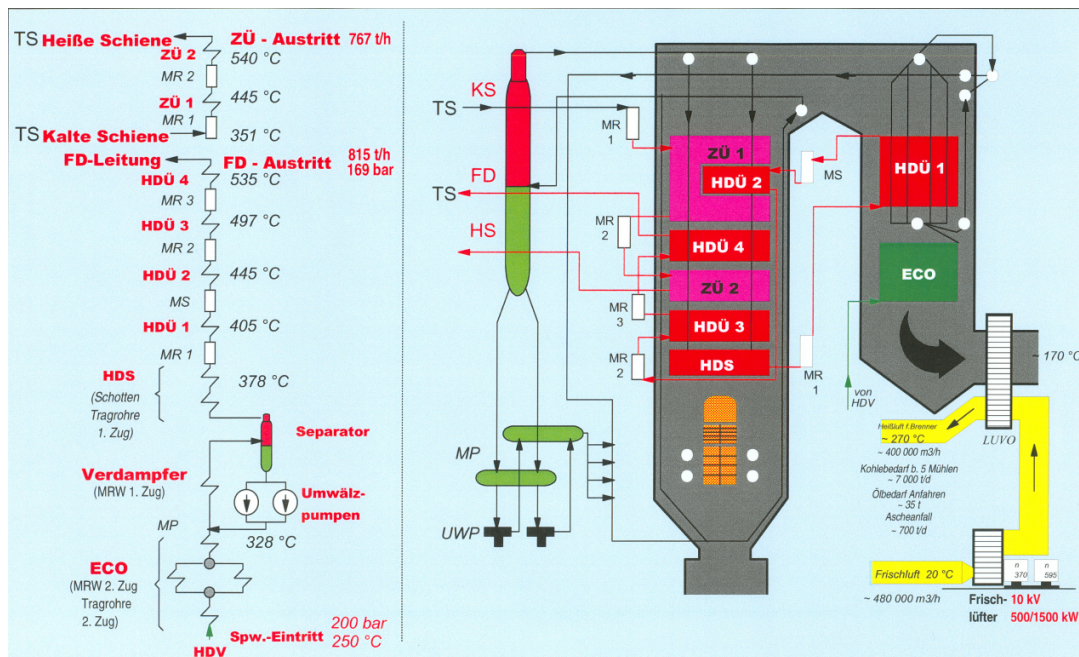 TS Heiße Schiene
ZÜ - Austritt 767 t/h
ZÜ 2
540 °C
MR 2
ZÜ 1
445 °C
MR 1
TS Kalte Schiene
351 °C
FD-Leitung
FD - Austritt
815 t/h
169 bar
HDÜ 4
535 °C
MR 3
HDÜ 3
497 °C
MR 2
HDÜ 2
445 °C
MS
HDÜ 1
405 °C
MR 1
HDS
378 °C
(Schotten
Tragrohre
1. Zug)
Separator
Verdampfer
(MRW 1. Zug)
Umwälz-
pumpen
MP
328 °C
ECO
(MRW 2. Zug
Tragrohre
2. Zug)
Spw.-Eintritt
200 bar
250 °C
HDV
KS
TS
MR
1
FD
TS
HS
MR
2
MR
3
MR
2
MP
UWP
ZÜ 1
HDÜ 2
HDÜ 4
ZÜ 2
HDÜ 3
HDS
MS
MR
1
HDÜ 1
ECO
von
HDV
~ 170 °C
LUVO
Heißluft f.Brenner
~ 270 °C
~ 400 000 m3/h
Kohlebedarf b. 5 Mühlen
~ 7 000 t/d
Ölbedarf Anfahren
~ 35 t
Ascheanfall
~ 700 t/d
Frischluft 20 °C
~ 480 000 m3/h
n
370
n
595
Frisch-
lüfter
10 kV
500/1500 kW